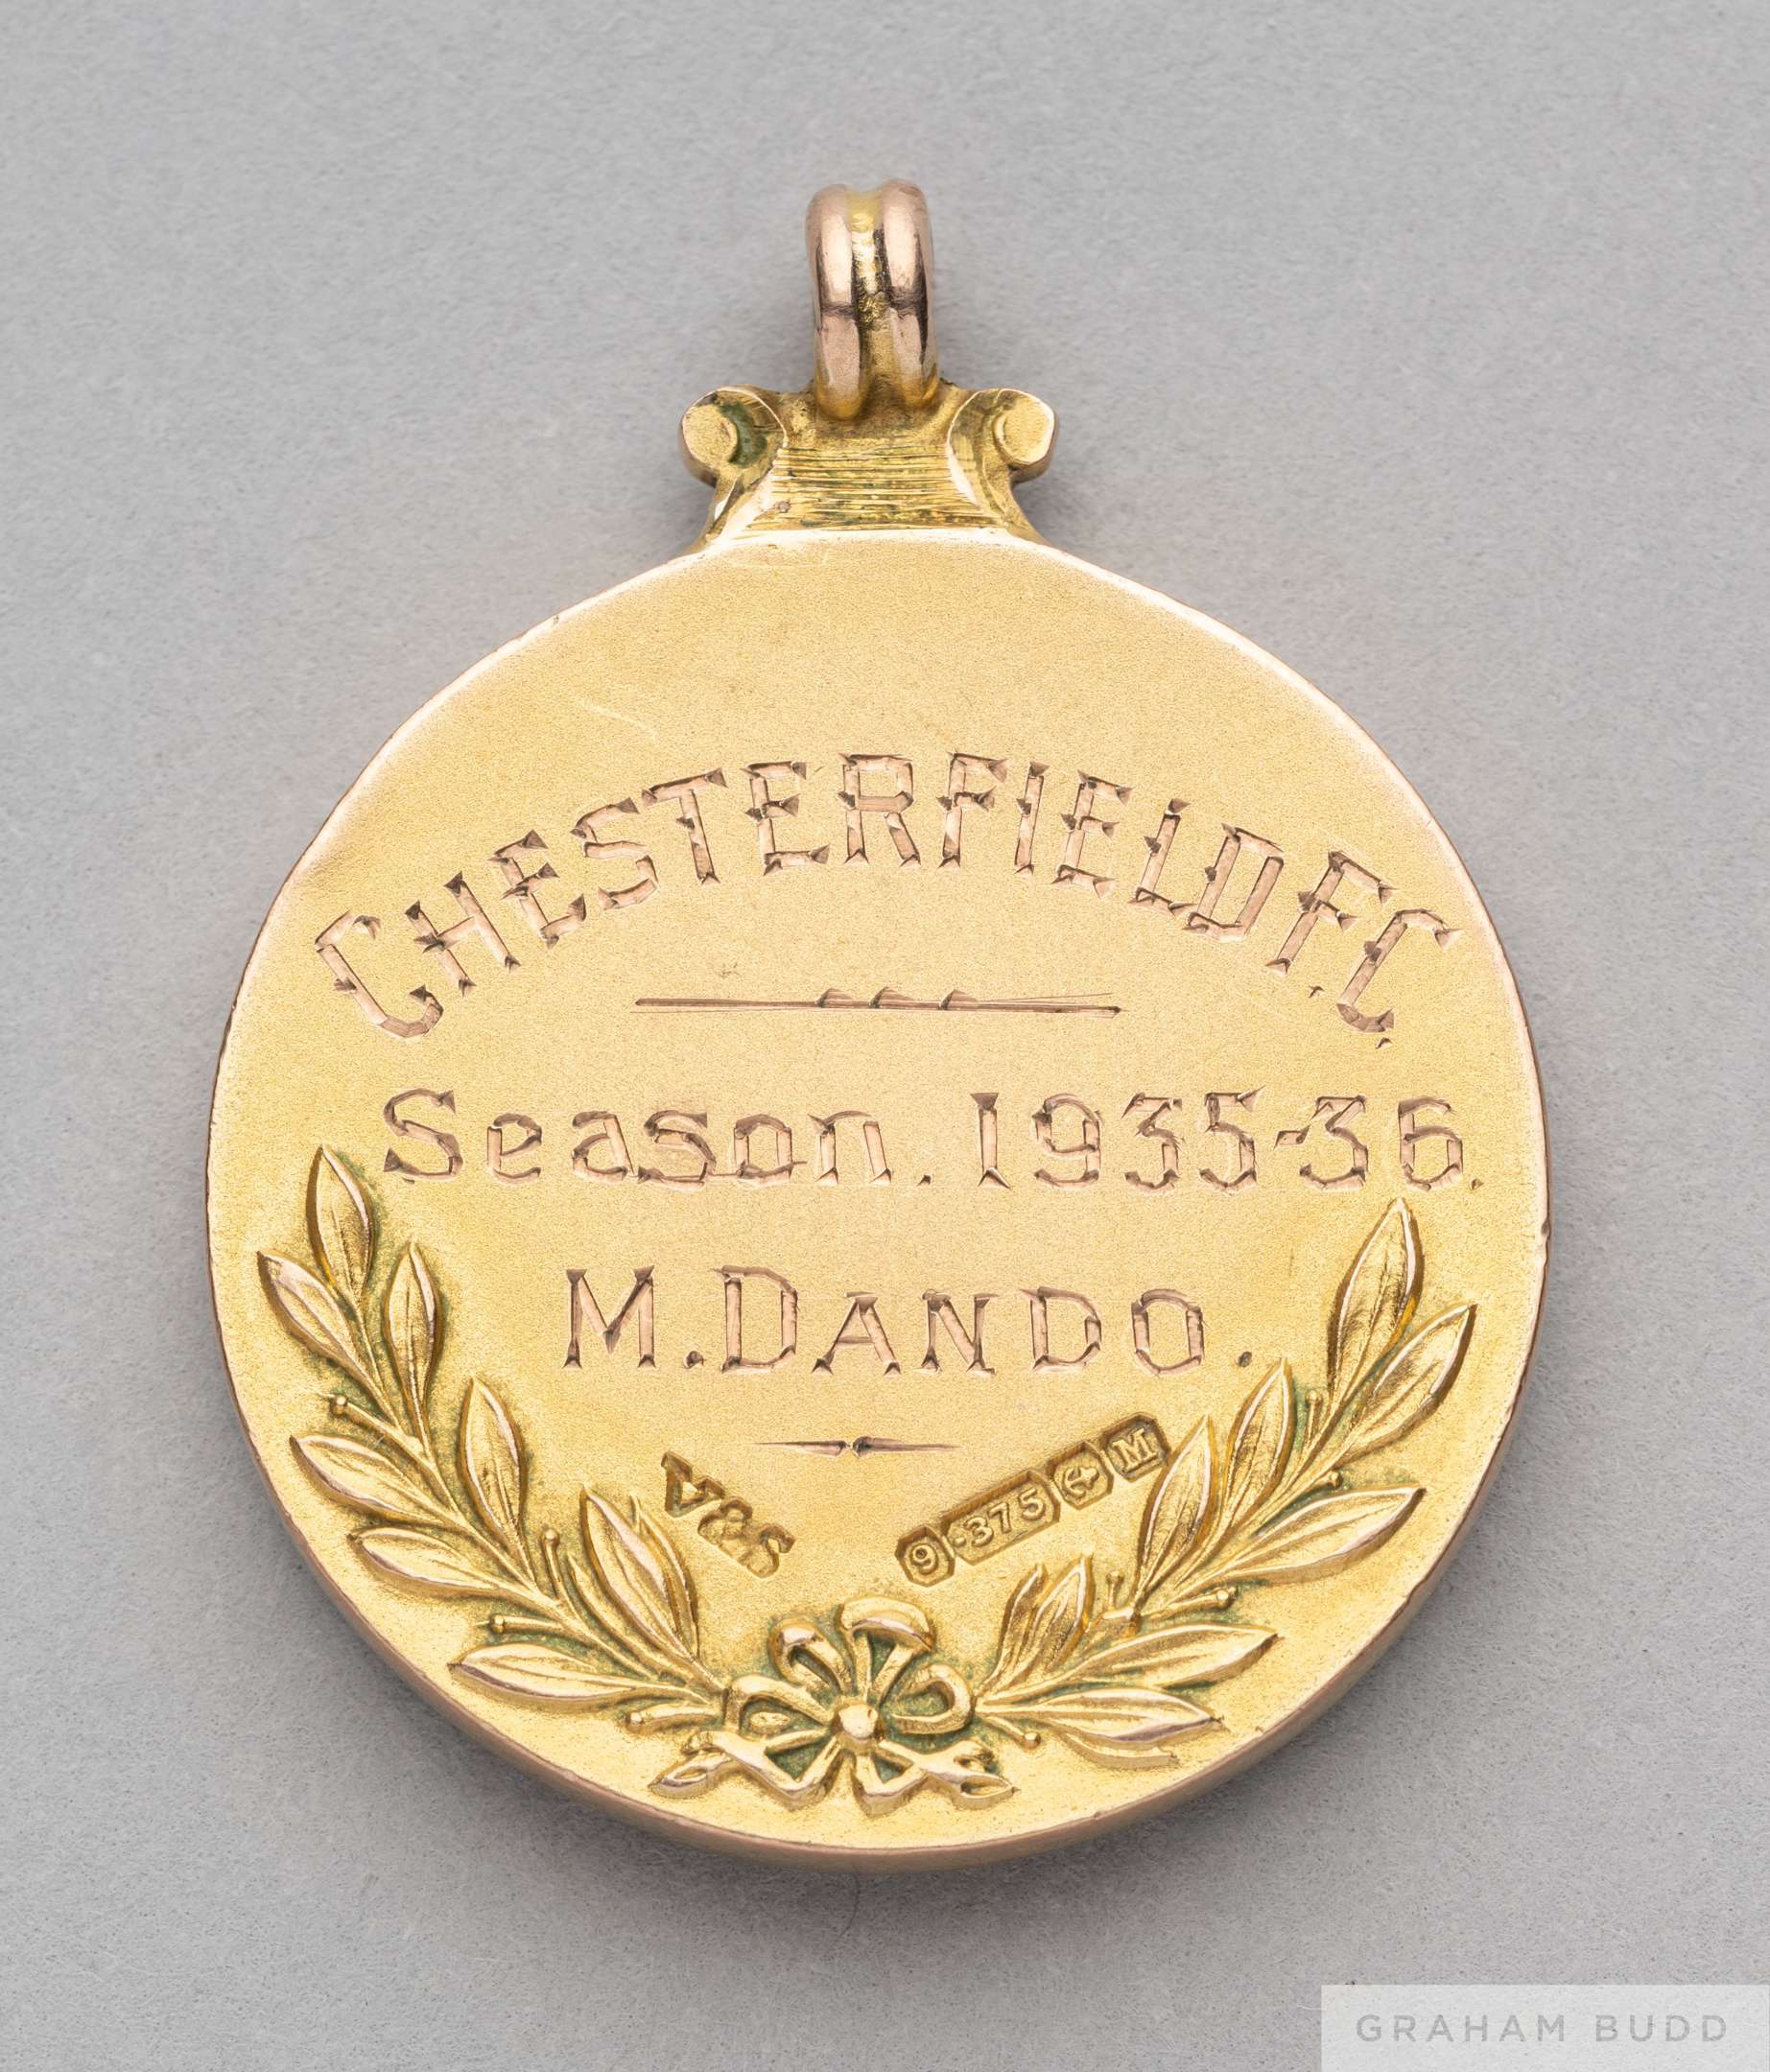 CHESTERFIELD F.C.
Season. 1935-36.
M. DANDO.
V&S
9 .375 M
GRAHAM BUDD